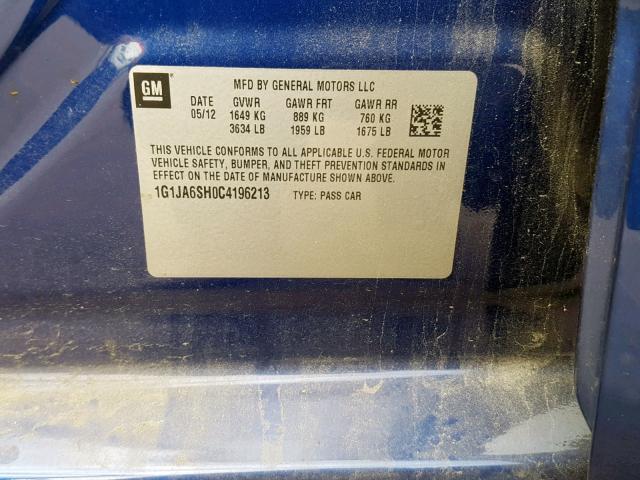 GM
MFD BY GENERAL MOTORS LLC
DATE GVWR GAWR FRT GAWR RR
05/12 1649 KG 889 KG 760 KG
3634 LB 1959 LB 1675 LB
THIS VEHICLE CONFORMS TO ALL APPLICABLE U.S. FEDERAL MOTOR
VEHICLE SAFETY, BUMPER, AND THEFT PREVENTION STANDARDS IN
EFFECT ON THE DATE OF MANUFACTURE SHOWN ABOVE.
1G1JA6SH0C4196213 TYPE: PASS CAR